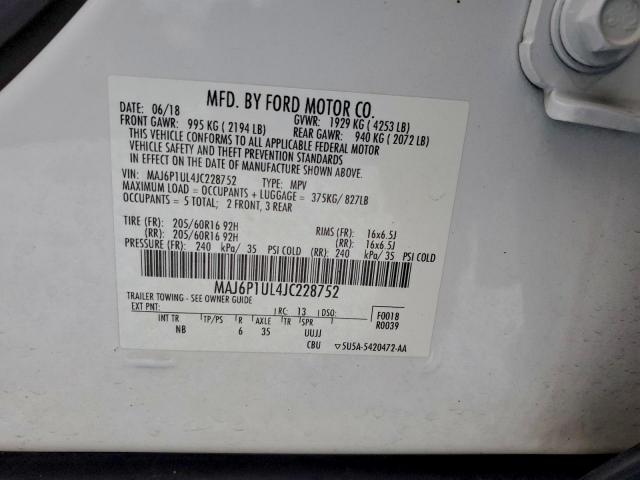 MFD. BY FORD MOTOR CO.
DATE: 06/18 GVWR: 1929 KG ( 4253 LB)
FRONT GAWR: 995 KG ( 2194 LB) REAR GAWR: 940 KG ( 2072 LB)
THIS VEHICLE CONFORMS TO ALL APPLICABLE FEDERAL MOTOR
VEHICLE SAFETY AND THEFT PREVENTION STANDARDS
IN EFFECT ON THE DATE OF MANUFACTURE SHOWN ABOVE.
VIN: MAJ6P1UL4JC228752 TYPE: MPV
MAXIMUM LOAD = OCCUPANTS + LUGGAGE = 375KG/ 827LB
OCCUPANTS = 5 TOTAL; 2 FRONT, 3 REAR
TIRE (FR): 205/60R16 92H RIMS (FR): 16x6.5J
(RR): 205/60R16 92H (RR): 16x6.5J
PRESSURE (FR): 240 kPa/ 35 PSI COLD (RR): 240 kPa/ 35 PSI COLD
MAJ6P1UL4JC228752
TRAILER TOWING - SEE OWNER GUIDE
EXT PNT: RC: 13 DSO: F0018
R0039
INT TR TP/PS R AXLE TR SPR
NB 6 35 UUJJ
CBU ▽5U5A-5420472-AA